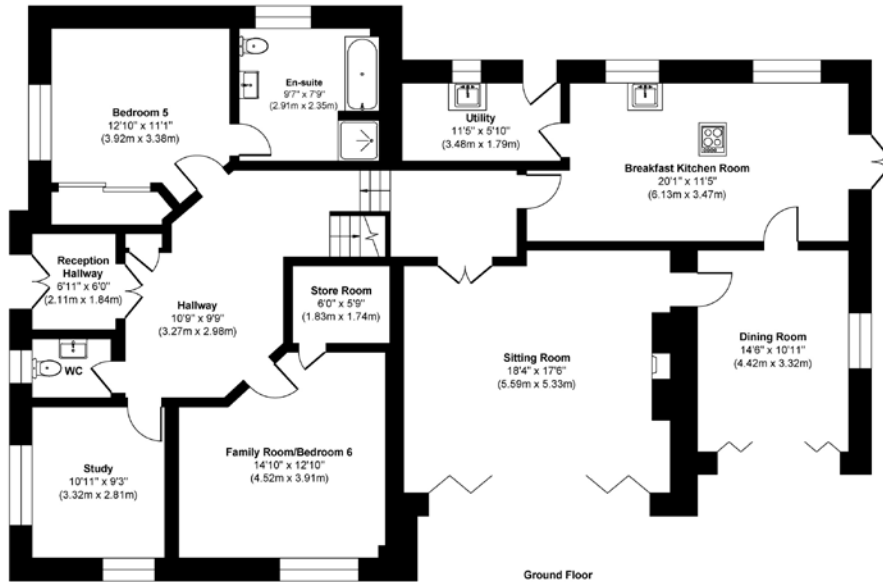 En-suite
9'7" x 7'9"
(2.91m x 2.35m)
Bedroom 5
12'10" x 11'1"
(3.92m x 3.38m)
Utility
11'5" x 5'10"
(3.48m x 1.79m)
Breakfast Kitchen Room
20'1" x 11'5"
(6.13m x 3.47m)
Reception
Hallway
6'11" x 6'0"
(2.11m x 1.84m)
Hallway
10'9" x 9'9"
(3.27m x 2.98m)
Store Room
6'0" x 5'9"
(1.83m x 1.74m)
Sitting Room
18'4" x 17'6"
(5.59m x 5.33m)
Dining Room
14'6" x 10'11"
(4.42m x 3.32m)
WC
Study
10'11" x 9'3"
(3.32m x 2.81m)
Family Room/Bedroom 6
14'10" x 12'10"
(4.52m x 3.91m)
Ground Floor